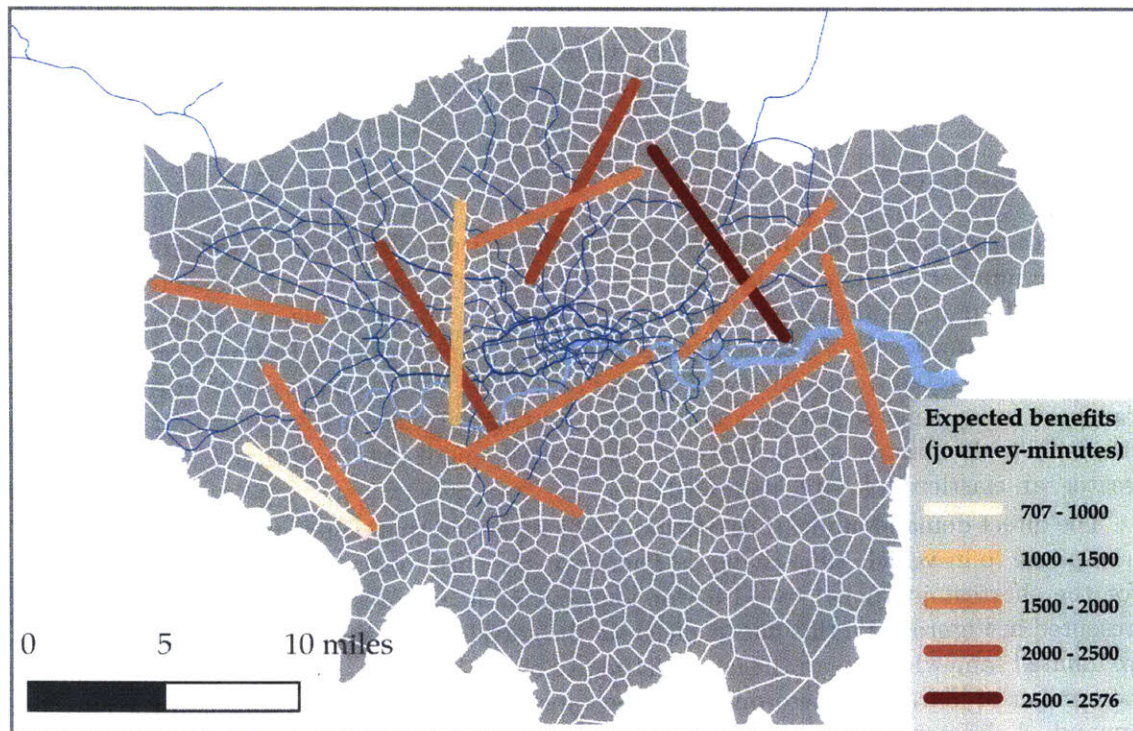 Expected benefits
(journey-minutes)
707 - 1000
1000 - 1500
1500 - 2000
2000 - 2500
2500 - 2576
0 5 10 miles